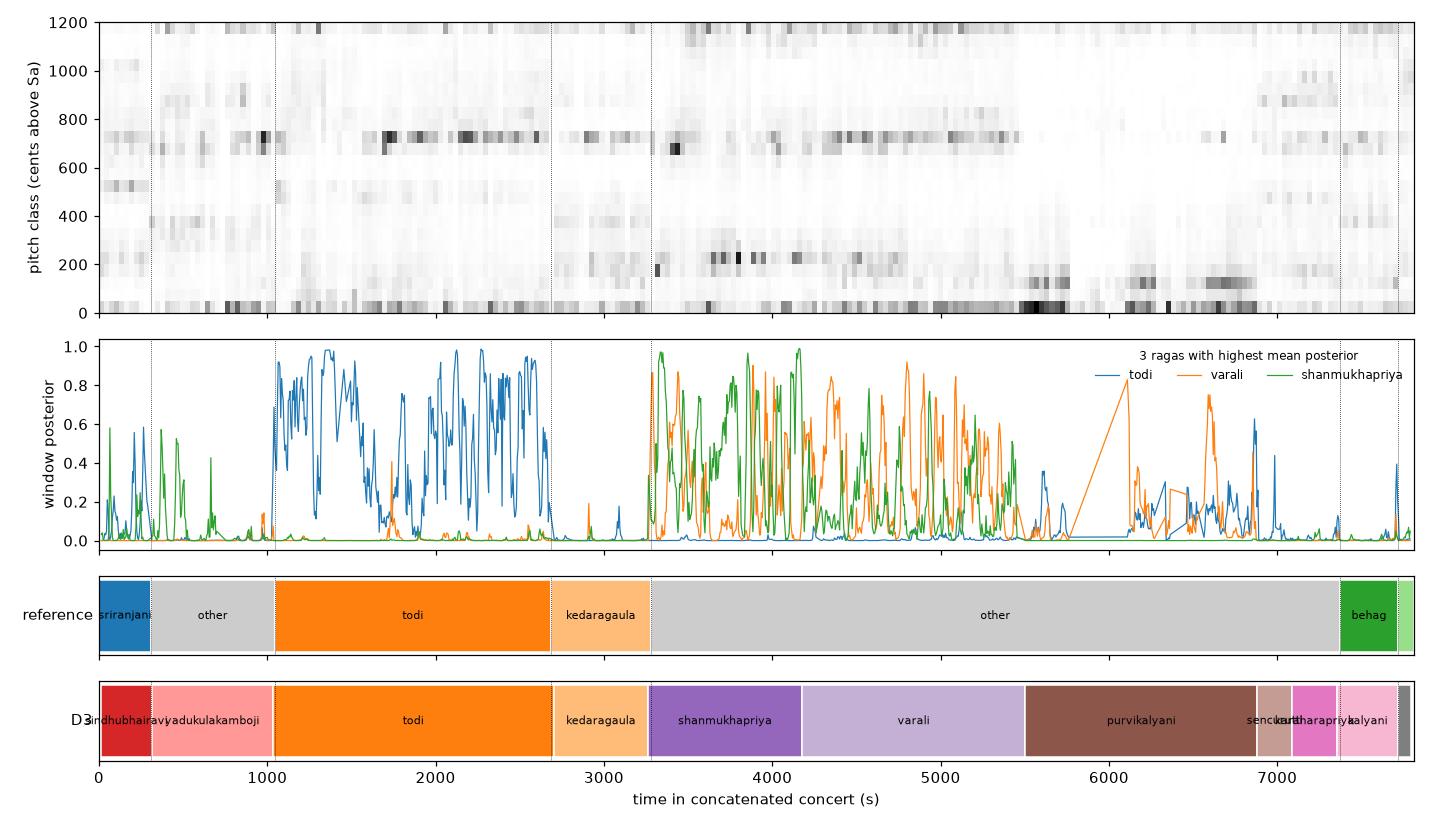 1200
1000
800
600
400
200
0
pitch class (cents above Sa)
1.0
0.8
0.6
0.4
0.2
0.0
window posterior
3 ragas with highest mean posterior
todi varali shanmukhapriya
reference
sriranjani other todi kedaragaula other behag
D3
sindhubhairavi yadukulakamboji todi kedaragaula shanmukhapriya varali purvikalyani kalyani
0 1000 2000 3000 4000 5000 6000 7000
time in concatenated concert (s)